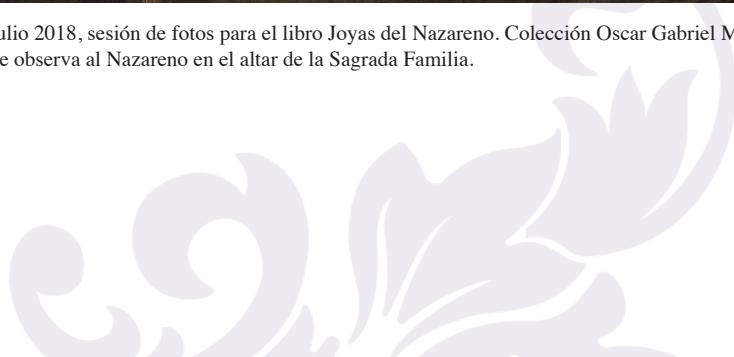 ulio 2018, sesión de fotos para el libro Joyas del Nazareno. Colección Oscar Gabriel M
e observa al Nazareno en el altar de la Sagrada Familia.